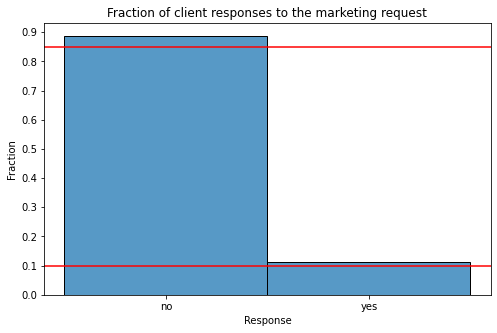 Fraction of client responses to the marketing request
Fraction
0.9
0.8
0.7
0.6
0.5
0.4
0.3
0.2
0.1
0.0
no yes
Response